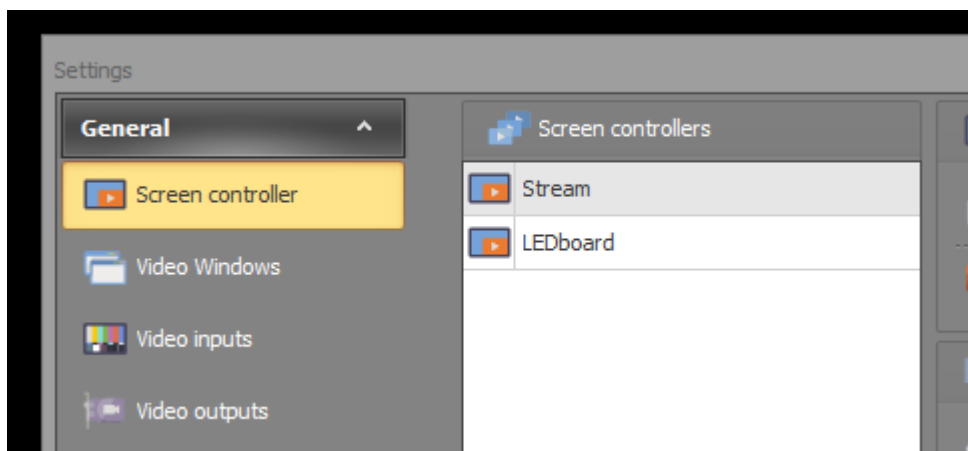 Settings
General
Screen controller
Video Windows
Video inputs
Video outputs
Screen controllers
Stream
LEDboard